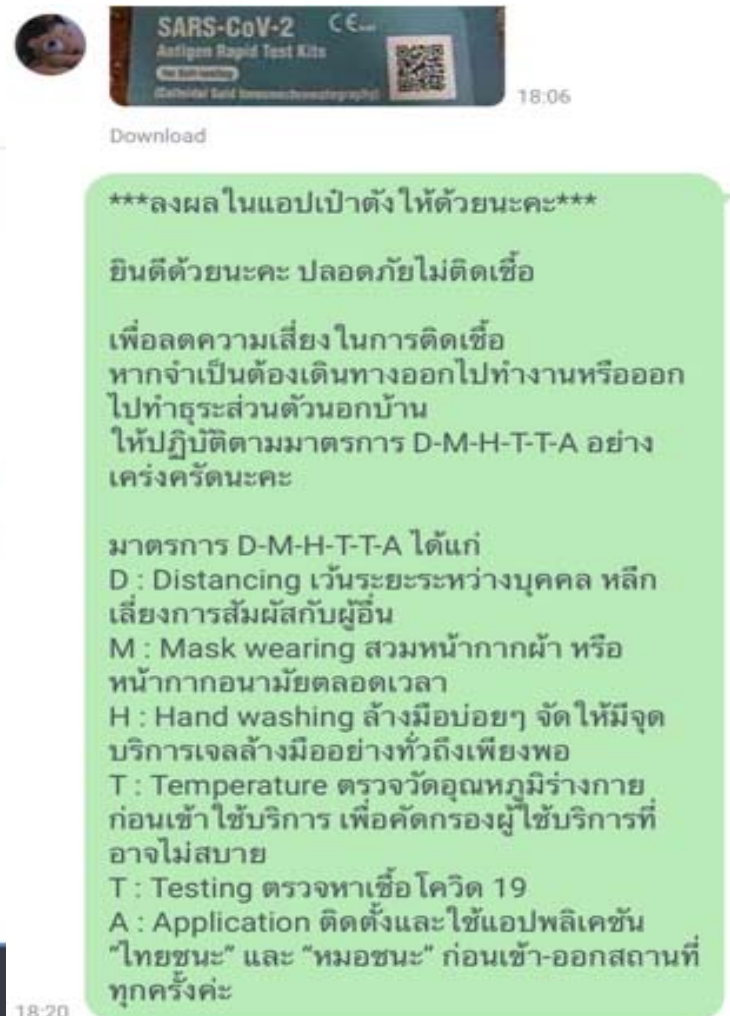 SARS-CoV-2 CE
Antigen Rapid Test Kits
for Self-testing
(Colloidal Gold Immunochromatography)
18:06
Download
***ลงผลในแอปเป๋าตังให้ด้วยนะคะ***
ยินดีด้วยนะคะ ปลอดภัยไม่ติดเชื้อ
เพื่อลดความเสี่ยงในการติดเชื้อ
หากจำเป็นต้องเดินทางออกไปทำงานหรือออก
ไปทำธุระส่วนตัวนอกบ้าน
ให้ปฏิบัติตามมาตรการ D-M-H-T-T-A อย่าง
เคร่งครัดนะคะ
มาตรการ D-M-H-T-T-A ได้แก่
D : Distancing เว้นระยะระหว่างบุคคล หลีก
เลี่ยงการสัมผัสกับผู้อื่น
M : Mask wearing สวมหน้ากากผ้า หรือ
หน้ากากอนามัยตลอดเวลา
H : Hand washing ล้างมือบ่อยๆ จัดให้มีจุด
บริการเจลล้างมืออย่างทั่วถึงเพียงพอ
T : Temperature ตรวจวัดอุณหภูมิร่างกาย
ก่อนเข้าใช้บริการ เพื่อคัดกรองผู้ใช้บริการที่
อาจไม่สบาย
T : Testing ตรวจหาเชื้อโควิด 19
A : Application ติดตั้งและใช้แอปพลิเคชัน
"ไทยชนะ" และ "หมอชนะ" ก่อนเข้า-ออกสถานที่
ทุกครั้งค่ะ
18:20